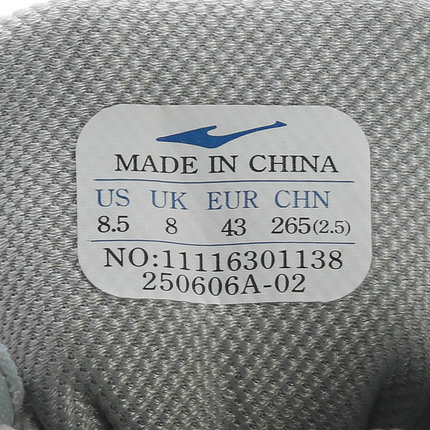 MADE IN CHINA
US UK EUR CHN
8.5 8 43 265(2.5)
NO:11116301138
250606A-02